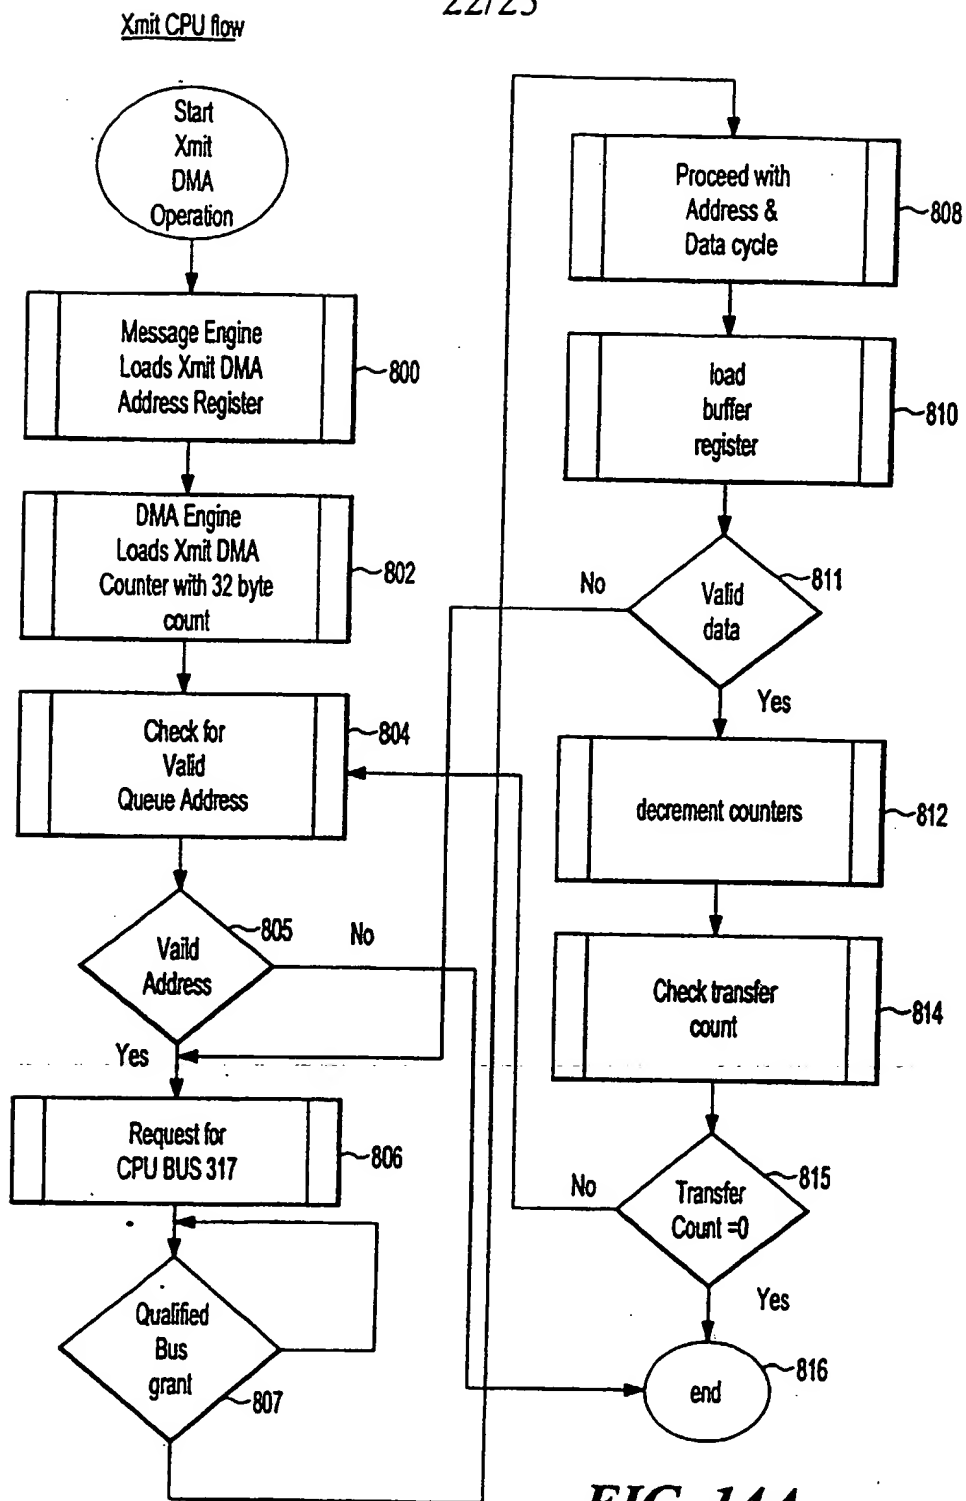 22/23
Xmit CPU flow
Start
Xmit
DMA
Operation
Message Engine
Loads Xmit DMA
Address Register
800
DMA Engine
Loads Xmit DMA
Counter with 32 byte
count
802
Check for
Valid
Queue Address
804
Vaild
Address
805
No
Yes
Request for
CPU BUS 317
806
Qualified
Bus
grant
807
Proceed with
Address &
Data cycle
808
load
buffer
register
810
Valid
data
811
No
Yes
decrement counters
812
Check transfer
count
814
Transfer
Count =0
815
No
Yes
end
816
FIG. 14A